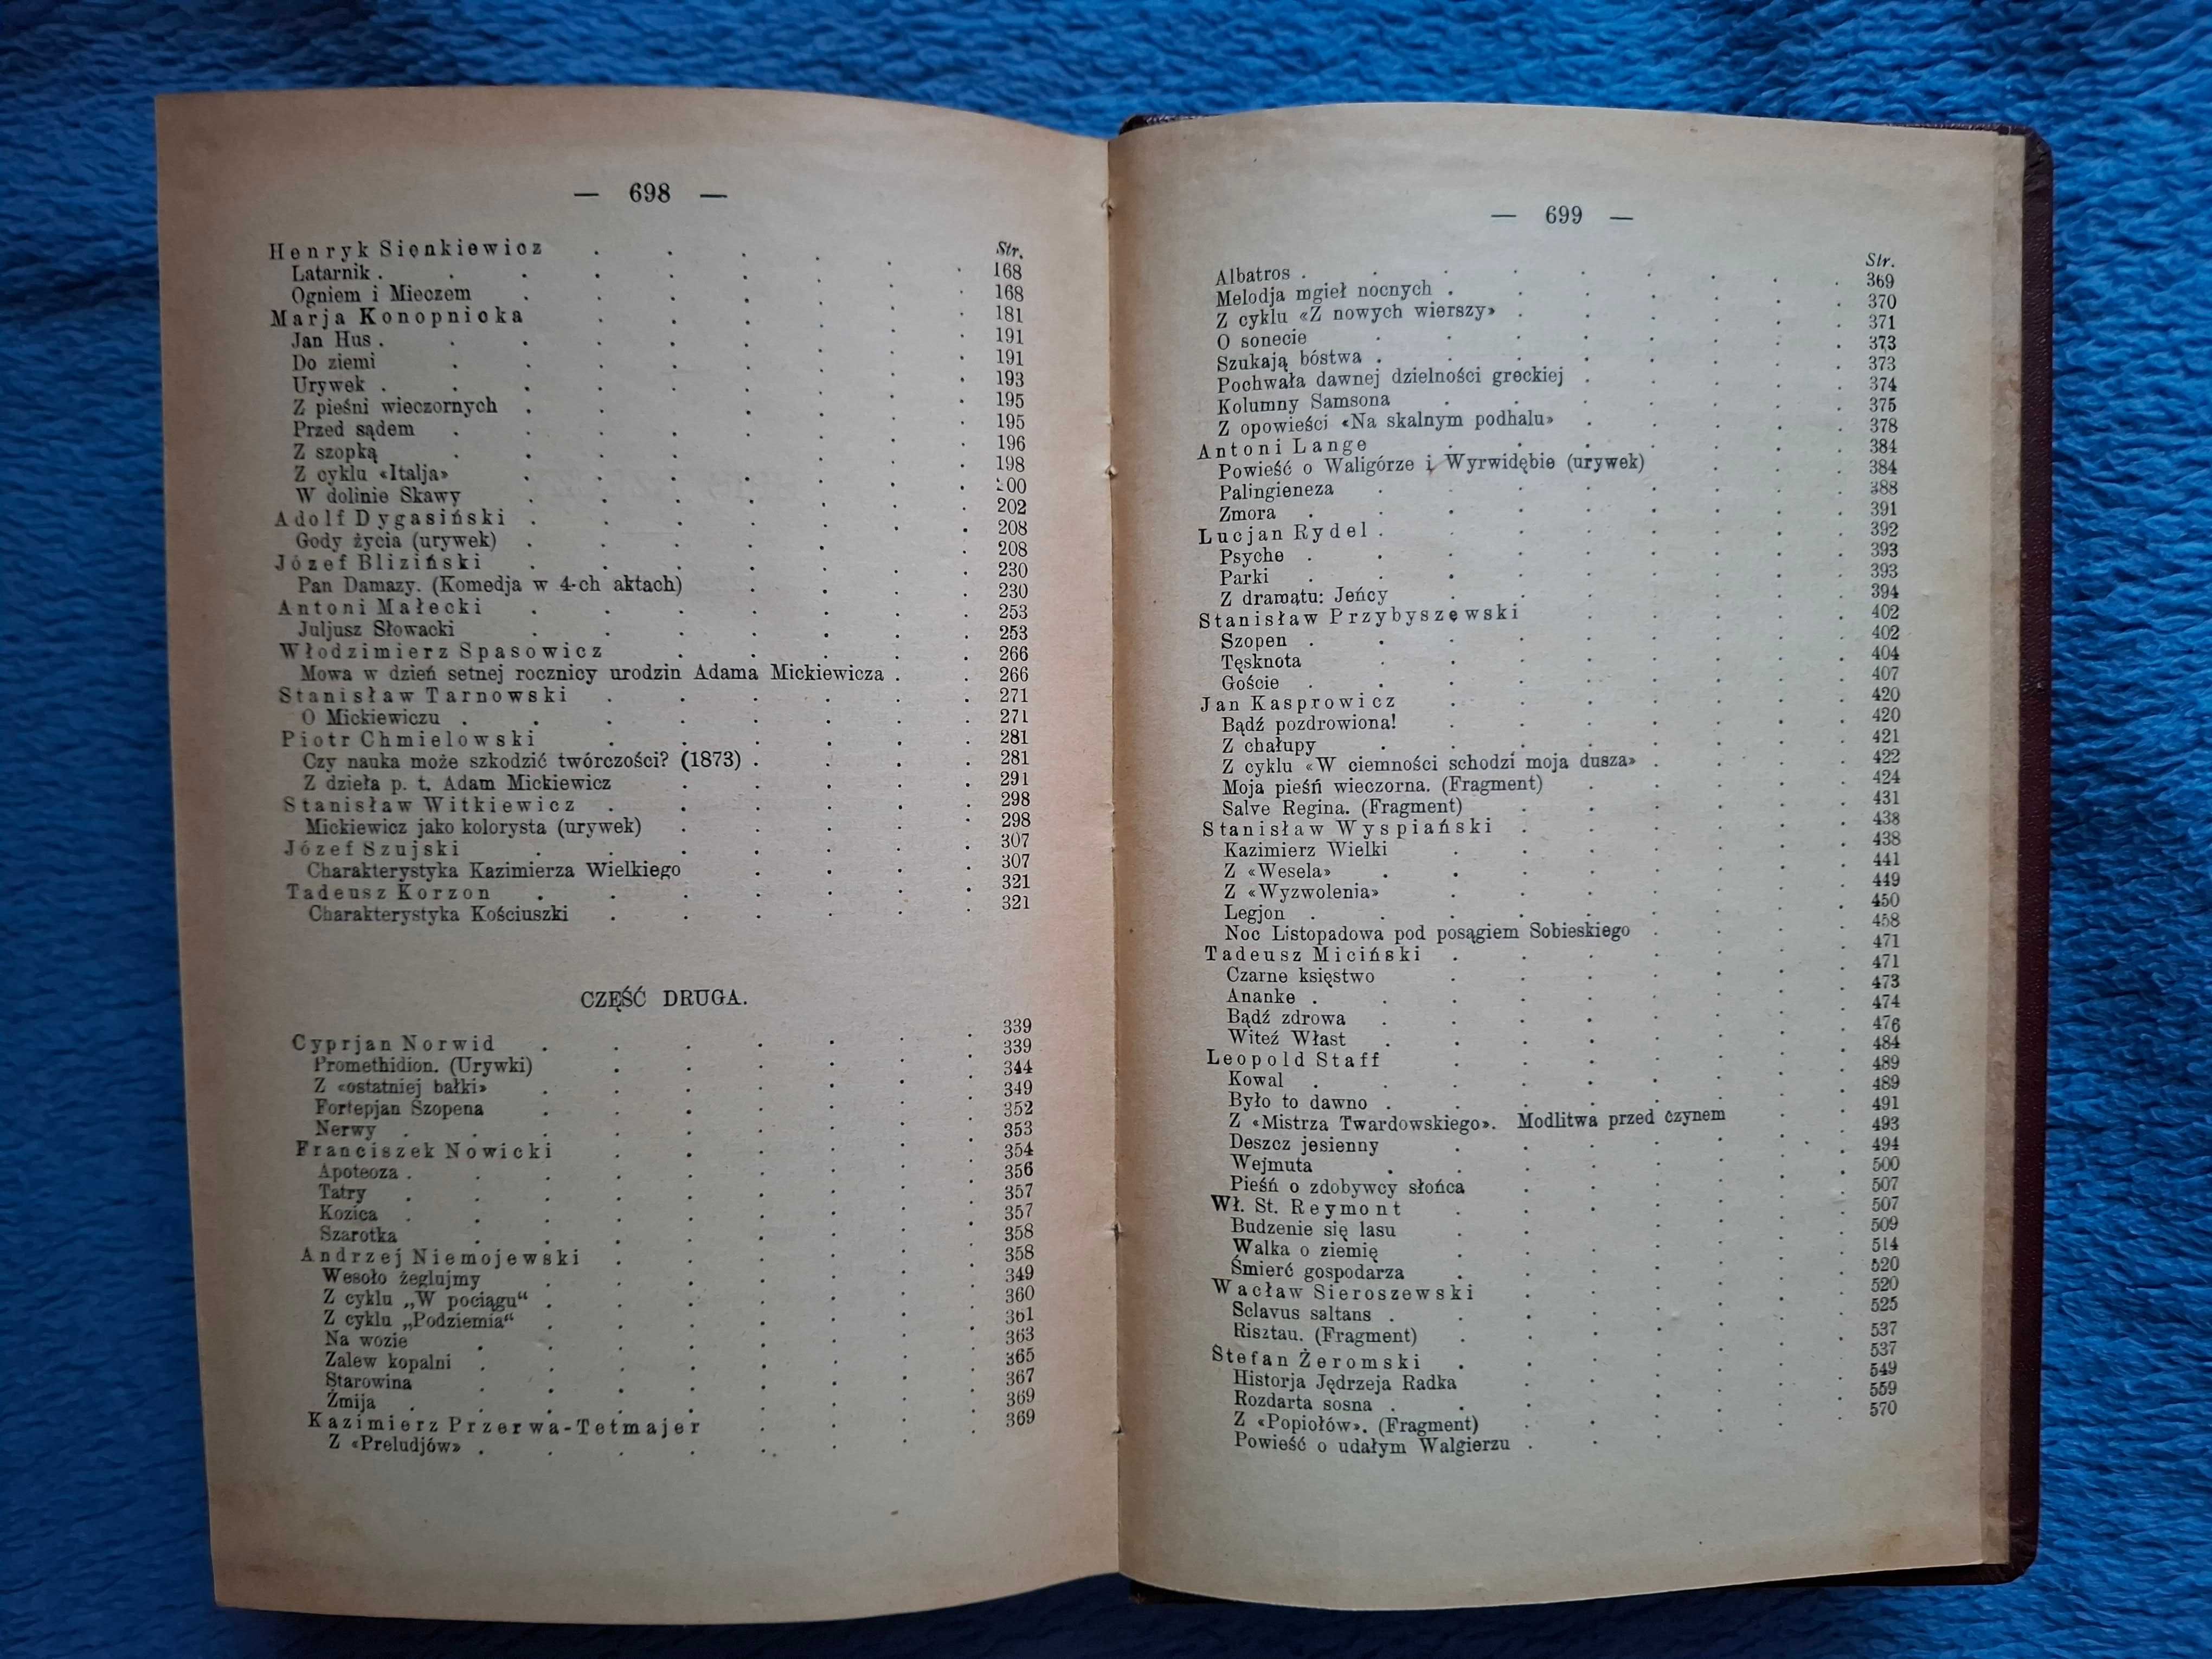 — 698 —
Str.
Henryk Sienkiewicz 168
Latarnik 168
Ogniem i Mieczem 181
Marja Konopnicka 191
Jan Hus 191
Do ziemi 193
Urywek 195
Z pieśni wieczornych 195
Przed sądem 196
Z szopką 198
Z cyklu «Italja» 200
W dolinie Skawy 202
Adolf Dygasiński 208
Gody życia (urywek) 208
Józef Bliziński 230
Pan Damazy. (Komedja w 4-ch aktach) 230
Antoni Małecki 253
Juljusz Słowacki 253
Włodzimierz Spasowicz 266
Mowa w dzień setnej rocznicy urodzin Adama Mickiewicza 266
Stanisław Tarnowski 271
O Mickiewiczu 271
Piotr Chmielowski 281
Czy nauka może szkodzić twórczości? (1873) 281
Z dzieła p. t. Adam Mickiewicz 291
Stanisław Witkiewicz 298
Mickiewicz jako kolorysta (urywek) 298
Józef Szujski 307
Charakterystyka Kazimierza Wielkiego 307
Tadeusz Korzon 321
Charakterystyka Kościuszki 321
CZĘŚĆ DRUGA.
Cyprjan Norwid 339
Promethidion. (Urywki) 339
Z «ostatniej bałki» 344
Fortepjan Szopena 349
Nerwy 352
Franciszek Nowicki 353
Apoteoza 354
Tatry 356
Kozica 357
Szarotka 357
Andrzej Niemojewski 358
Wesoło żeglujmy 358
Z cyklu „W pociągu“ 349
Z cyklu „Podziemia“ 360
Na wozie 361
Zalew kopalni 363
Starowina 365
Żmija 367
Kazimierz Przerwa-Tetmajer 369
Z «Preludjów» 369
— 699 —
Str.
Albatros 369
Melodja mgieł nocnych 370
Z cyklu «Z nowych wierszy» 371
O sonecie 373
Szukają bóstwa 373
Pochwała dawnej dzielności greckiej 374
Kolumny Samsona 375
Z opowieści «Na skalnym podhalu» 378
Antoni Lange 384
Powieść o Waligórze i Wyrwidębie (urywek) 384
Palingieneza 388
Zmora 391
Lucjan Rydel 392
Psyche 393
Parki 393
Z dramatu: Jeńcy 394
Stanisław Przybyszewski 402
Szopen 402
Tęsknota 404
Goście 407
Jan Kasprowicz 420
Bądź pozdrowiona! 420
Z chałupy 421
Z cyklu «W ciemności schodzi moja dusza» 422
Moja pieśń wieczorna. (Fragment) 424
Salve Regina. (Fragment) 431
Stanisław Wyspiański 438
Kazimierz Wielki 438
Z «Wesela» 441
Z «Wyzwolenia» 449
Legjon 450
Noc Listopadowa pod posągiem Sobieskiego 458
Tadeusz Miciński 471
Czarne księstwo 471
Ananke 473
Bądź zdrowa 474
Witeź Włast 476
Leopold Staff 484
Kowal 489
Było to dawno 489
Z «Mistrza Twardowskiego». Modlitwa przed czynem 491
Deszcz jesienny 493
Wejmuta 494
Pieśń o zdobywcy słońca 500
Wł. St. Reymont 507
Budzenie się lasu 507
Walka o ziemię 509
Śmierć gospodarza 514
Wacław Sieroszewski 520
Sclavus saltans 520
Risztau. (Fragment) 525
Stefan Żeromski 537
Historja Jędrzeja Radka 537
Rozdarta sosna 549
Z «Popiołów». (Fragment) 559
Powieść o udałym Walgierzu 570